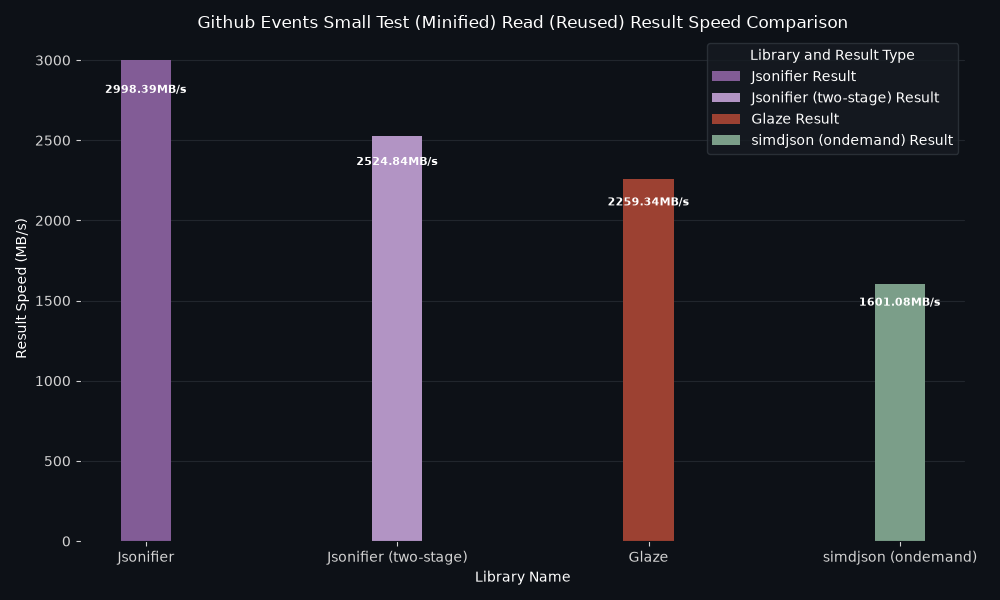 Github Events Small Test (Minified) Read (Reused) Result Speed Comparison
Library and Result Type
Jsonifier Result
Jsonifier (two-stage) Result
Glaze Result
simdjson (ondemand) Result
Result Speed (MB/s)
3000
2500
2000
1500
1000
500
0
2998.39MB/s
2524.84MB/s
2259.34MB/s
1601.08MB/s
Jsonifier
Jsonifier (two-stage)
Glaze
simdjson (ondemand)
Library Name